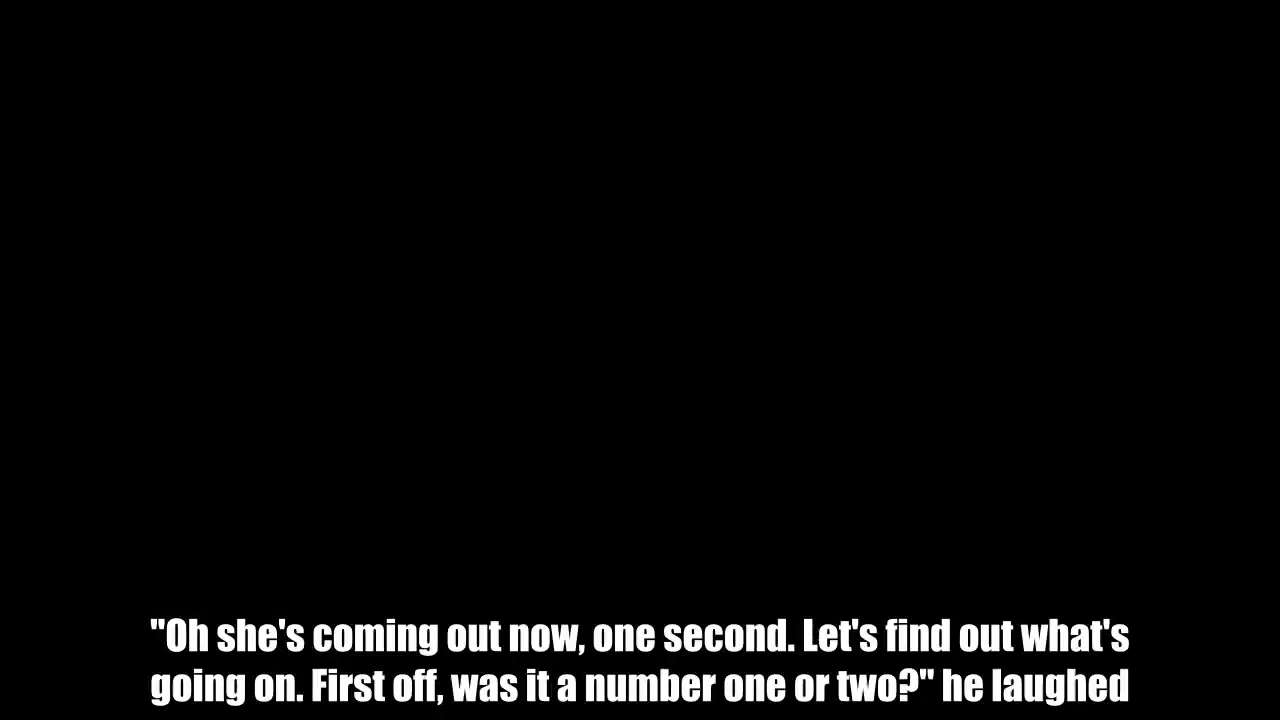 "Oh she's coming out now, one second. Let's find out what's
going on. First off, was it a number one or two?" he laughed